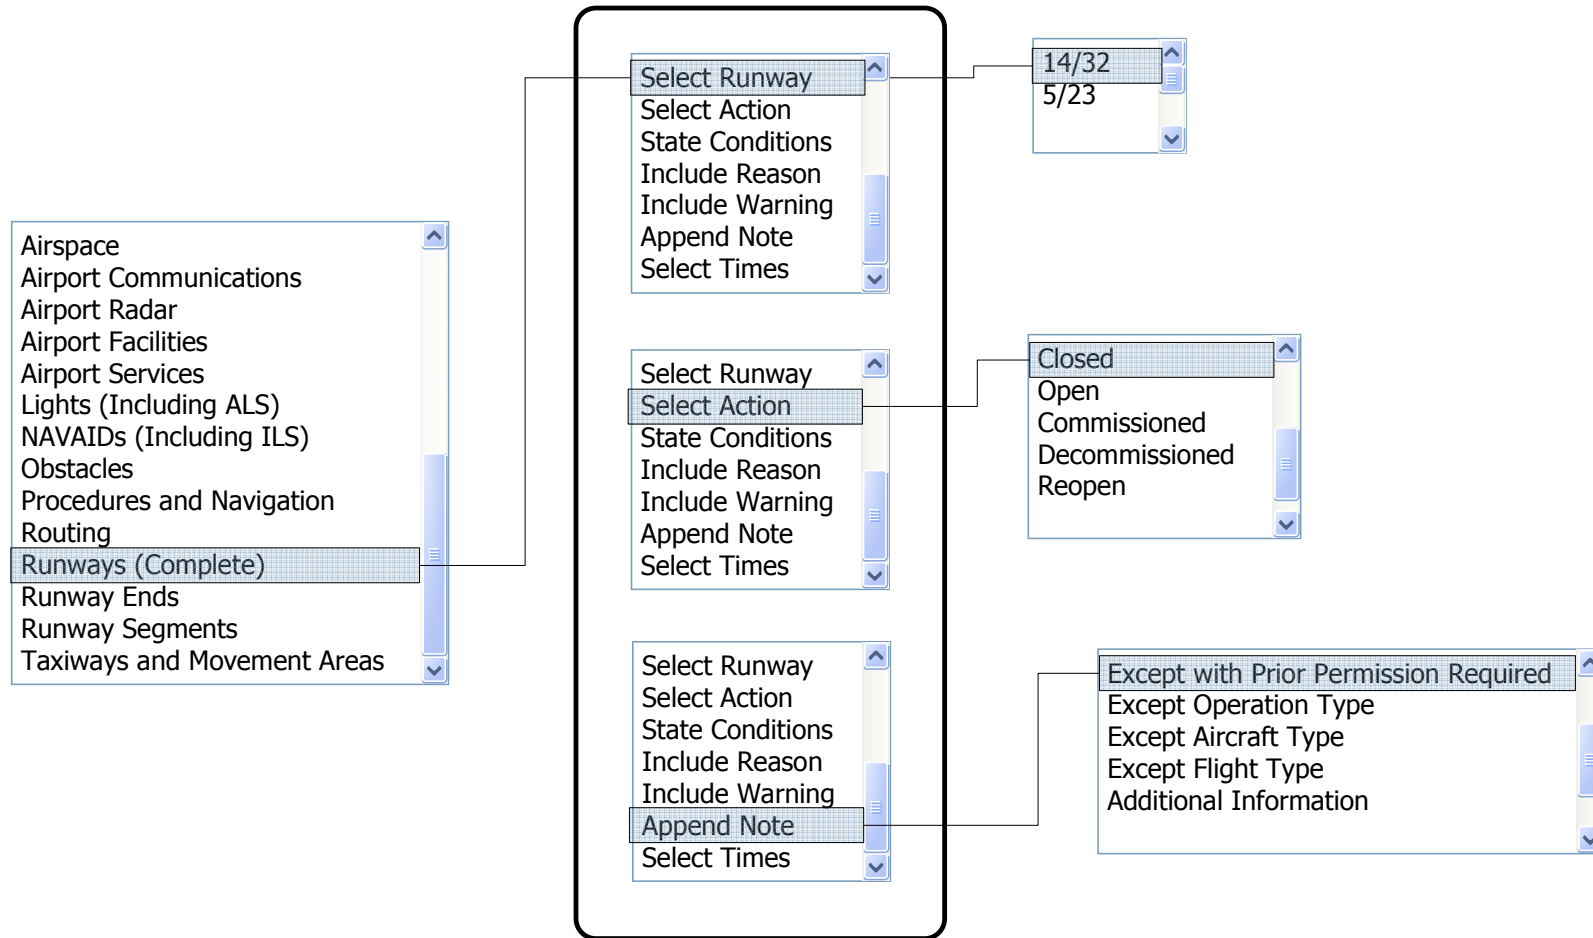 Airspace
Airport Communications
Airport Radar
Airport Facilities
Airport Services
Lights (Including ALS)
NAVAIDs (Including ILS)
Obstacles
Procedures and Navigation
Routing
Runways (Complete)
Runway Ends
Runway Segments
Taxiways and Movement Areas
Select Runway
Select Action
State Conditions
Include Reason
Include Warning
Append Note
Select Times
14/32
5/23
Select Runway
Select Action
State Conditions
Include Reason
Include Warning
Append Note
Select Times
Closed
Open
Commissioned
Decommissioned
Reopen
Select Runway
Select Action
State Conditions
Include Reason
Include Warning
Append Note
Select Times
Except with Prior Permission Required
Except Operation Type
Except Aircraft Type
Except Flight Type
Additional Information